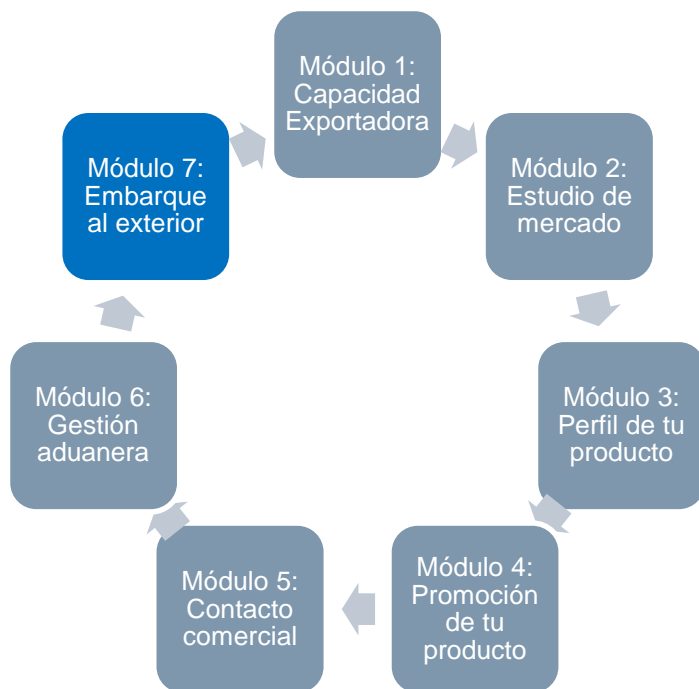 Módulo 1:
Capacidad
Exportadora
Módulo 2:
Estudio de
mercado
Módulo 3:
Perfil de tu
producto
Módulo 4:
Promoción
de tu
producto
Módulo 5:
Contacto
comercial
Módulo 6:
Gestión
aduanera
Módulo 7:
Embarque
al exterior